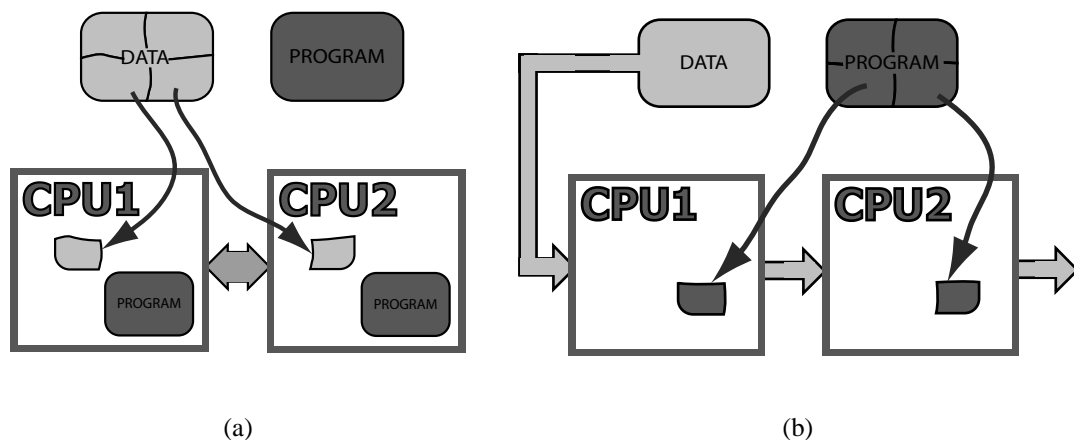 DATA
PROGRAM
CPU1
CPU2
PROGRAM
PROGRAM
(a)
DATA
PROGRAM
CPU1
CPU2
(b)